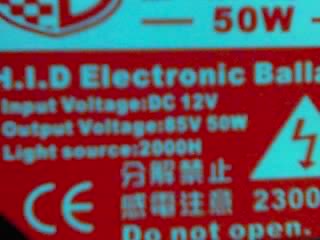 50W
H.I.D Electronic Balla
Input Voltage:DC 12V
Output Voltage:85V 50W
Light source:2000H
分解禁止
CE 感電注意 2300
Do not open.